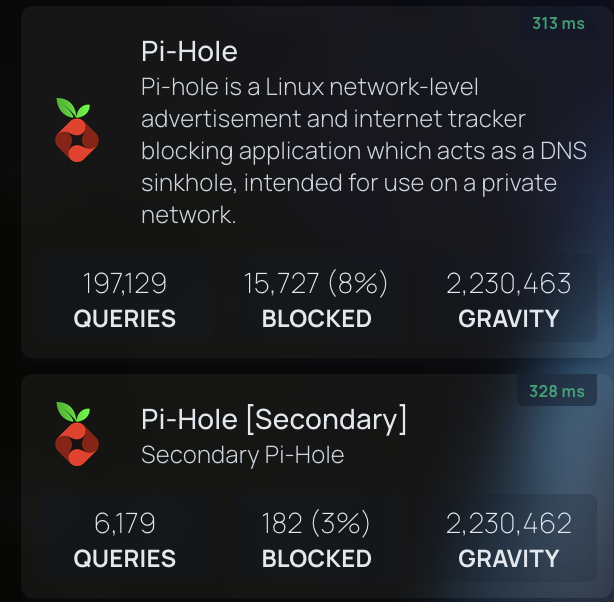 313 ms
Pi-Hole
Pi-hole is a Linux network-level
advertisement and internet tracker
blocking application which acts as a DNS
sinkhole, intended for use on a private
network.
197,129 15,727 (8%) 2,230,463
QUERIES BLOCKED GRAVITY
328 ms
Pi-Hole [Secondary]
Secondary Pi-Hole
6,179 182 (3%) 2,230,462
QUERIES BLOCKED GRAVITY